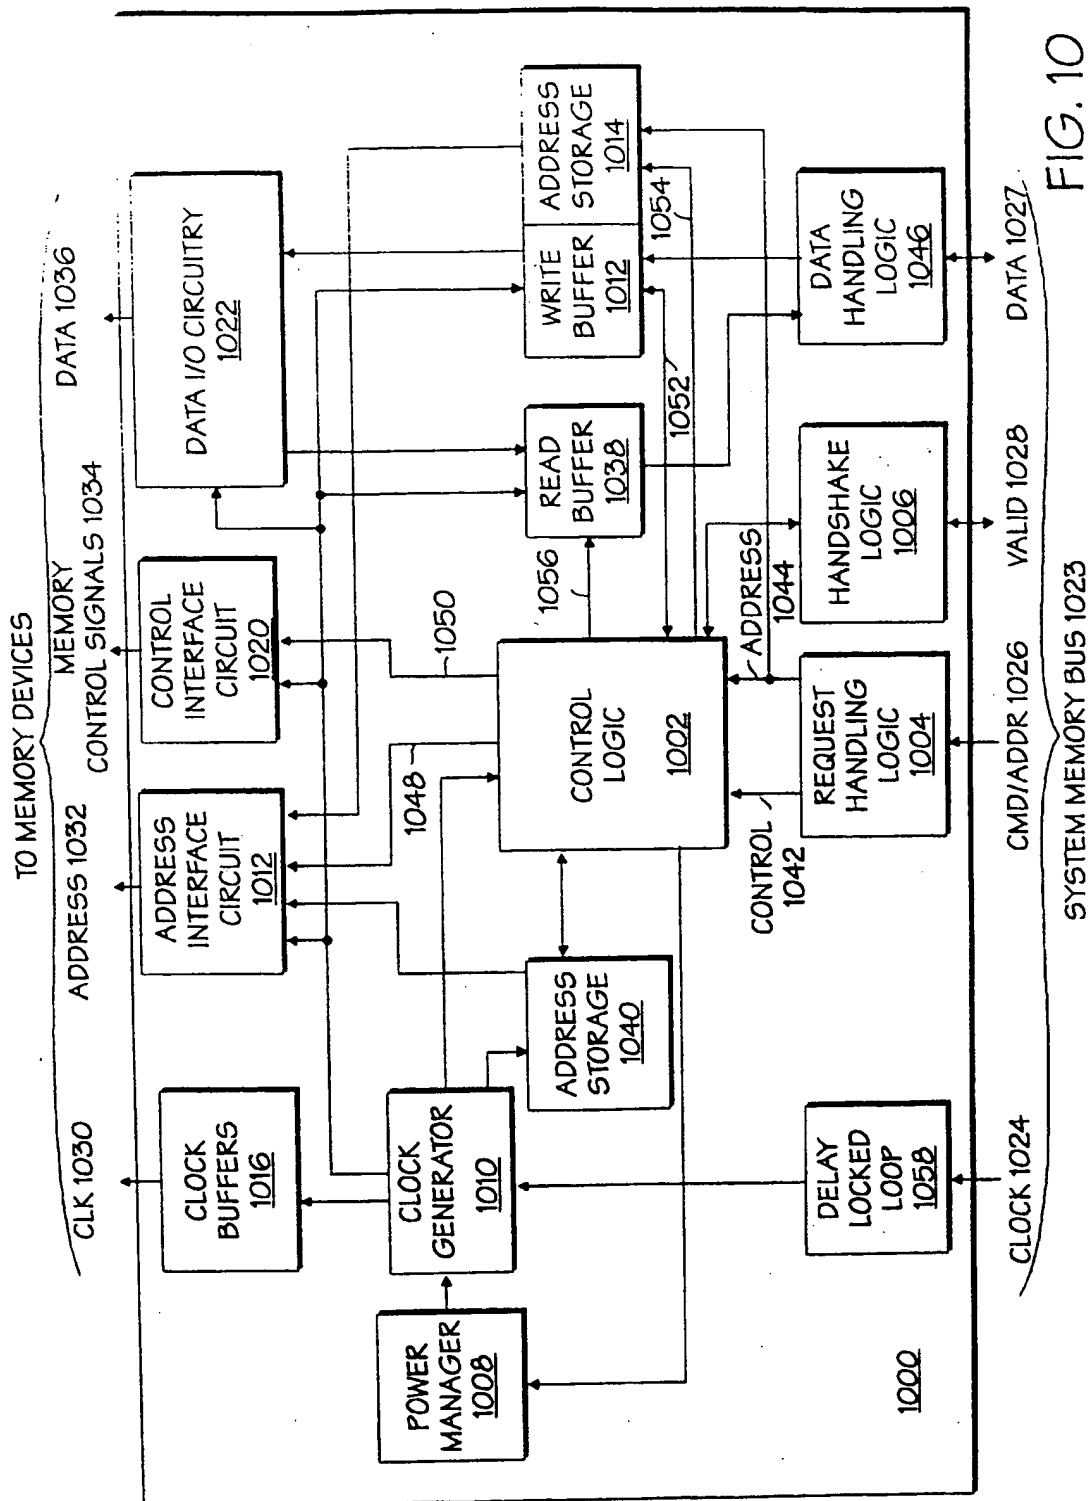 TO MEMORY DEVICES
CLK 1030
ADDRESS 1032
MEMORY
CONTROL SIGNALS 1034
DATA 1036
CLOCK
BUFFERS
1016
ADDRESS
INTERFACE
CIRCUIT
1012
CONTROL
INTERFACE
CIRCUIT
1020
DATA I/O CIRCUITRY
1022
1048
1050
POWER
MANAGER
1008
CLOCK
GENERATOR
1010
ADDRESS
STORAGE
1040
CONTROL
LOGIC
1002
1056
READ
BUFFER
1038
WRITE
BUFFER
1012
ADDRESS
STORAGE
1014
1052
1054
CONTROL
1042
ADDRESS
1044
1000
DELAY
LOCKED
LOOP
1058
REQUEST
HANDLING
LOGIC
1004
HANDSHAKE
LOGIC
1006
DATA
HANDLING
LOGIC
1046
CLOCK 1024
CMD/ADDR 1026
VALID 1028
DATA 1027
SYSTEM MEMORY BUS 1023
FIG. 10